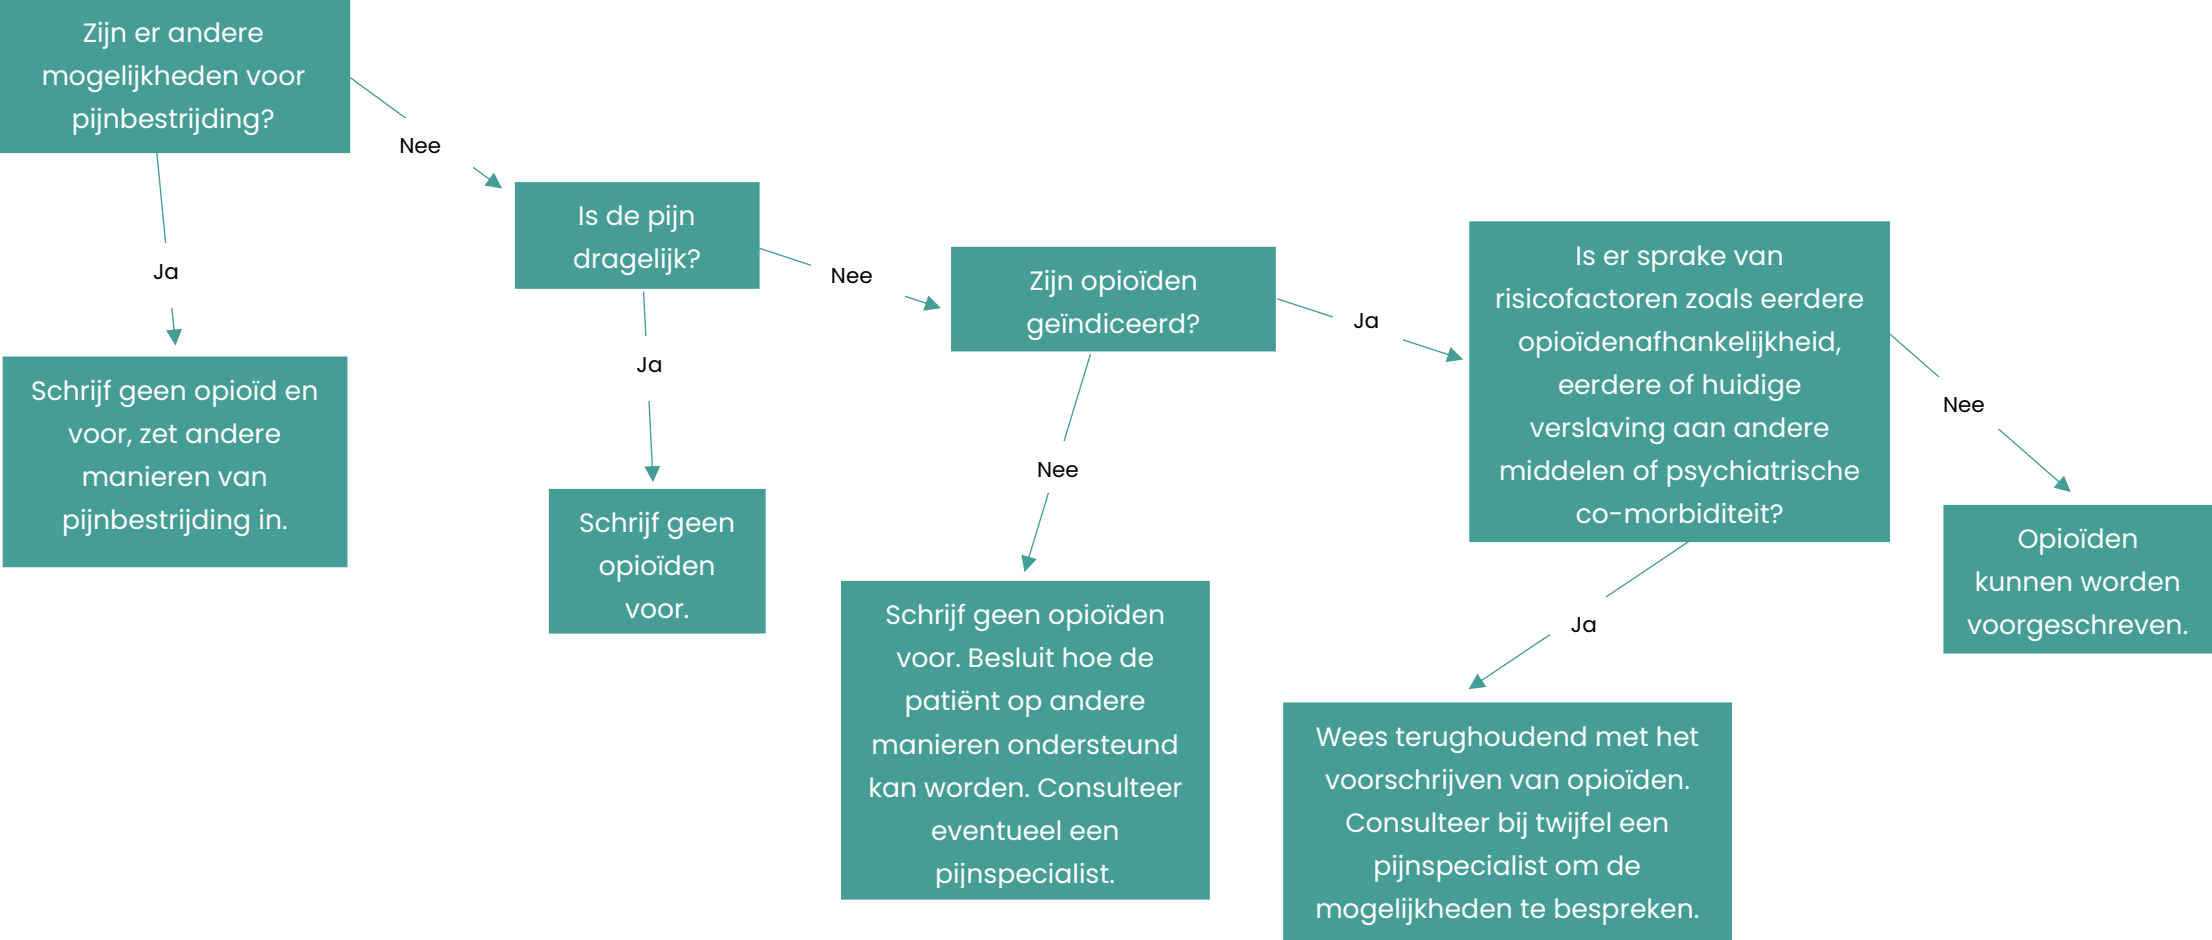 Zijn er andere
mogelijkheden voor
pijnbestrijding?
Nee
Ja
Schrijf geen opioïd en
voor, zet andere
manieren van
pijnbestrijding in.
Is de pijn
dragelijk?
Nee
Ja
Schrijf geen
opioïden
voor.
Zijn opioïden
geïndiceerd?
Ja
Nee
Schrijf geen opioïden
voor. Besluit hoe de
patiënt op andere
manieren ondersteund
kan worden. Consulteer
eventueel een
pijnspecialist.
Is er sprake van
risicofactoren zoals eerdere
opioïdenafhankelijkheid,
eerdere of huidige
verslaving aan andere
middelen of psychiatrische
co-morbiditeit?
Nee
Ja
Wees terughoudend met het
voorschrijven van opioïden.
Consulteer bij twijfel een
pijnspecialist om de
mogelijkheden te bespreken.
Opioïden
kunnen worden
voorgeschreven.